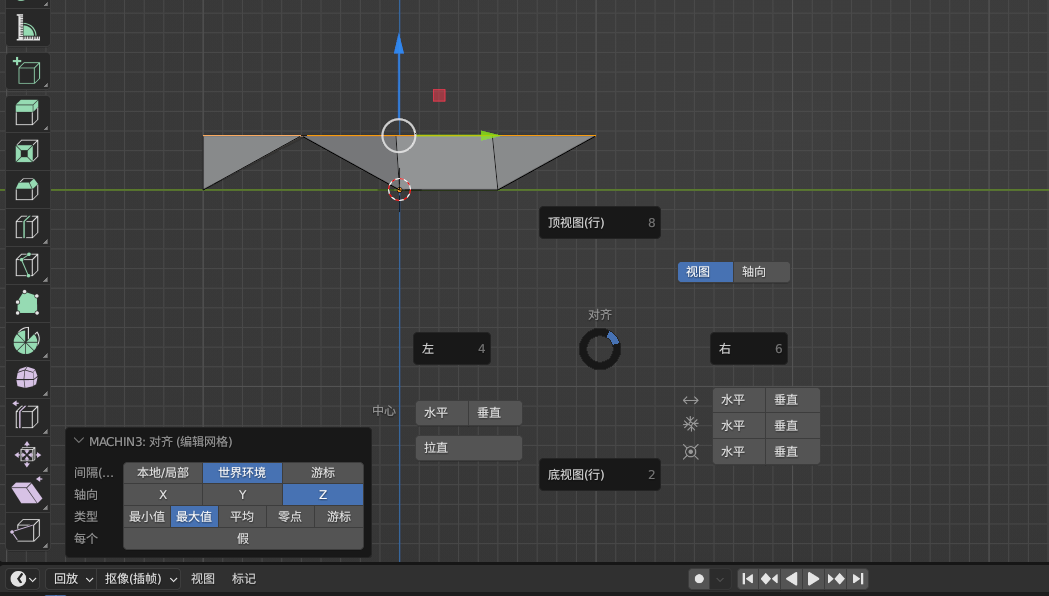 顶视图(行) 8
视图 轴向
对齐
左 4
右 6
中心 水平 垂直
水平 垂直
拉直
水平 垂直
水平 垂直
底视图(行) 2
MACHIN3: 对齐 (编辑网格)
间隔(... 本地/局部 世界环境 游标
轴向 X Y Z
类型 最小值 最大值 平均 零点 游标
每个 假
回放 抠像(插帧) 视图 标记